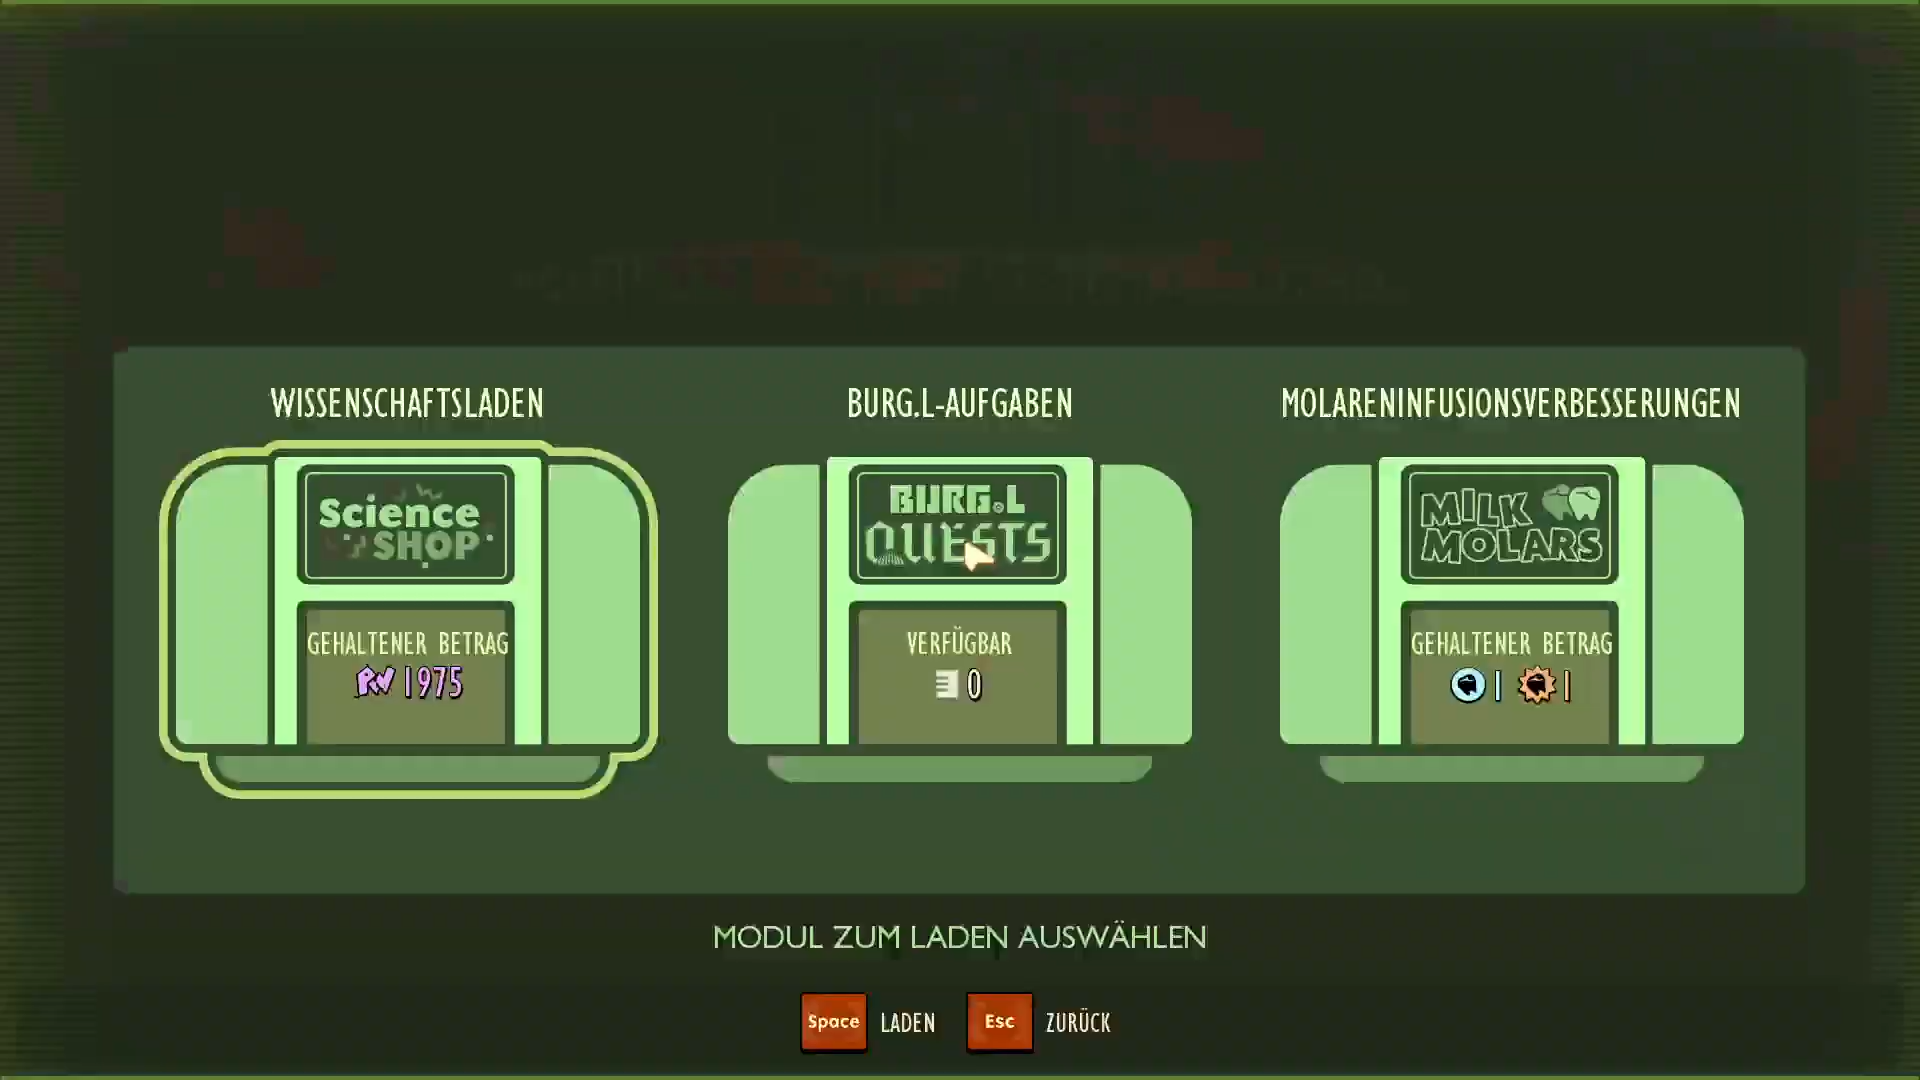 WISSENSCHAFTSLADEN
BURG.L-AUFGABEN
MOLARENINFUSIONSVERBESSERUNGEN
Science
SHOP
BURG.L
QUESTS
MILK
MOLARS
GEHALTENER BETRAG
1975
VERFÜGBAR
0
GEHALTENER BETRAG
1 1
MODUL ZUM LADEN AUSWÄHLEN
Space LADEN Esc ZURÜCK